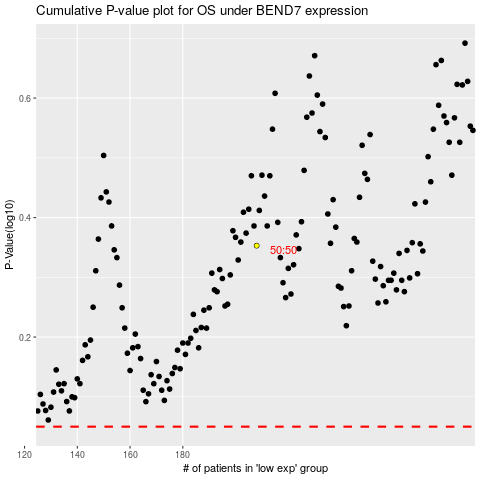 Cumulative P-value plot for OS under BEND7 expression
P-Value(log10)
0.6
0.4
0.2
50:50
120 140 160 180
# of patients in 'low exp' group